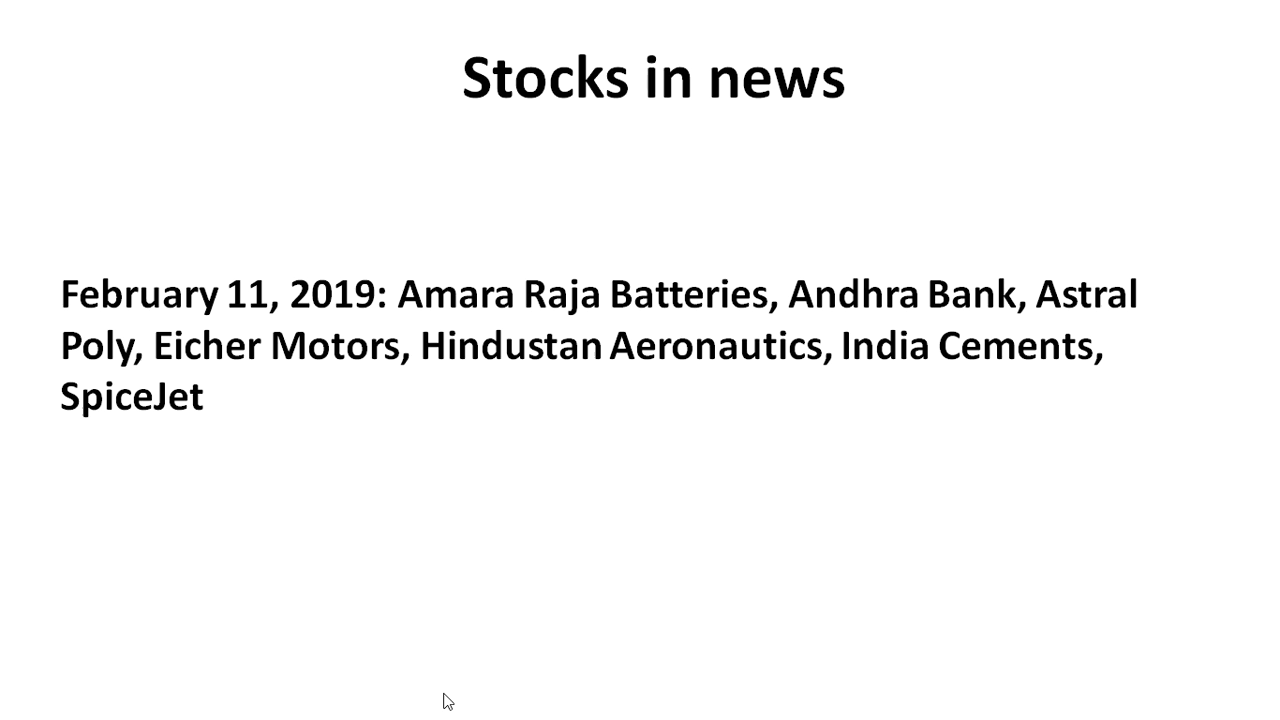 Stocks in news
February 11, 2019: Amara Raja Batteries, Andhra Bank, Astral
Poly, Eicher Motors, Hindustan Aeronautics, India Cements,
SpiceJet